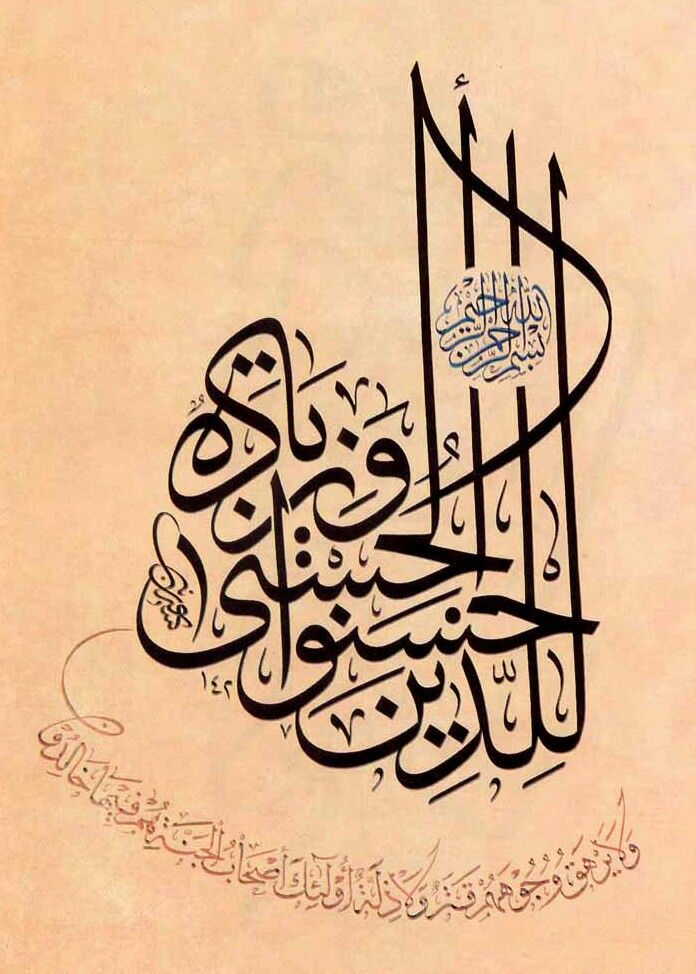 بسم الله الرحمن الرحيم
للذين أحسنوا الحسنى وزيادة
ولا يرهق وجوههم قتر ولا ذلة أولئك أصحاب الجنة هم فيها خالدون
١٤٢